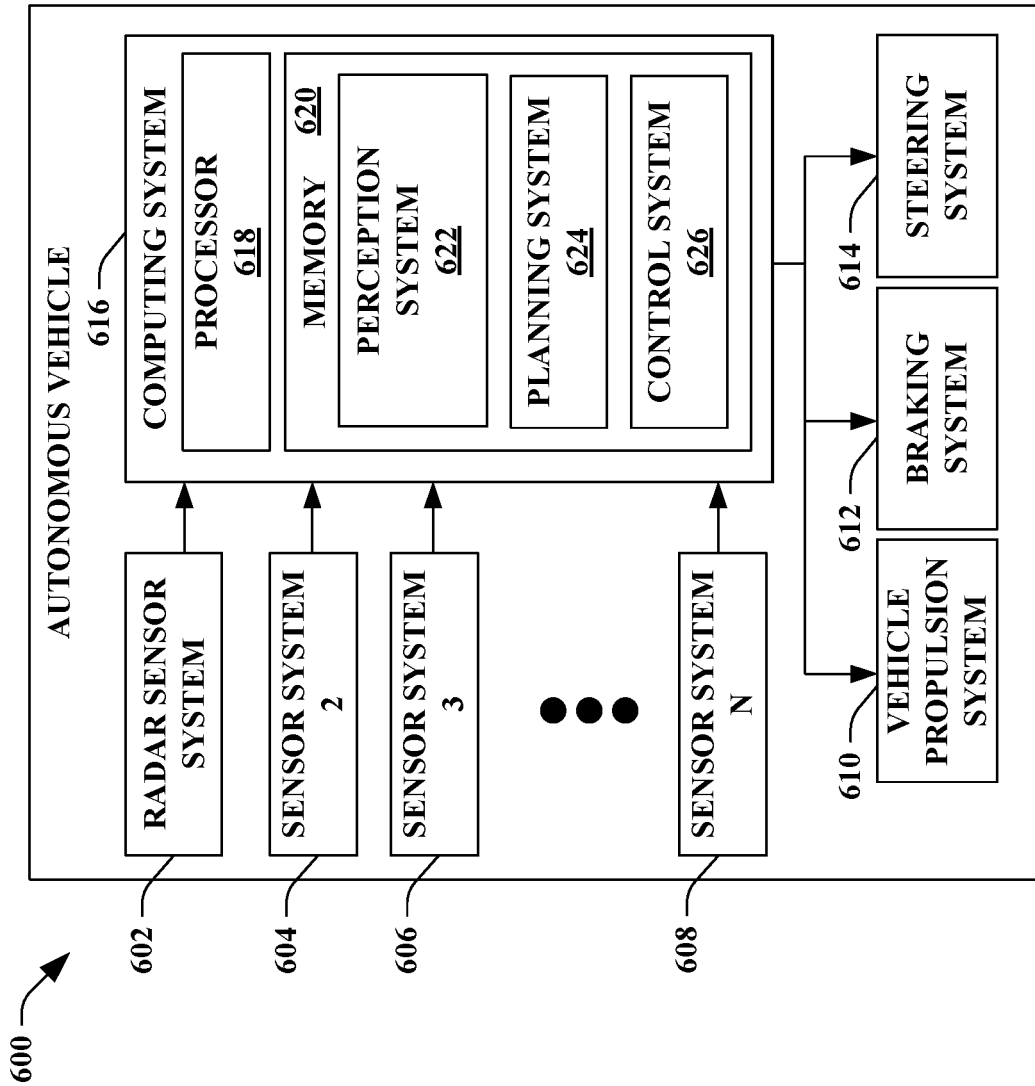 600
AUTONOMOUS VEHICLE
602
RADAR SENSOR
SYSTEM
604
SENSOR SYSTEM
2
606
SENSOR SYSTEM
3
608
SENSOR SYSTEM
N
616
COMPUTING SYSTEM
PROCESSOR
618
MEMORY 620
PERCEPTION
SYSTEM
622
PLANNING SYSTEM
624
CONTROL SYSTEM
626
610
VEHICLE
PROPULSION
SYSTEM
612
BRAKING
SYSTEM
614
STEERING
SYSTEM